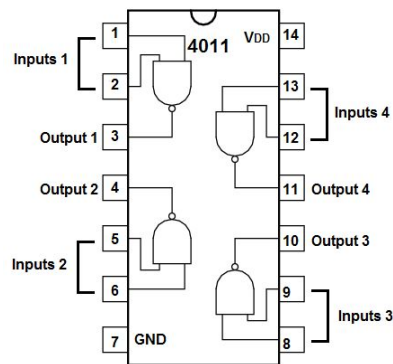 1 4011 VDD 14
Inputs 1
2 13
Inputs 4
12
Output 1 3
Output 2 4 11 Output 4
5 10 Output 3
Inputs 2
6 9
Inputs 3
7 GND 8